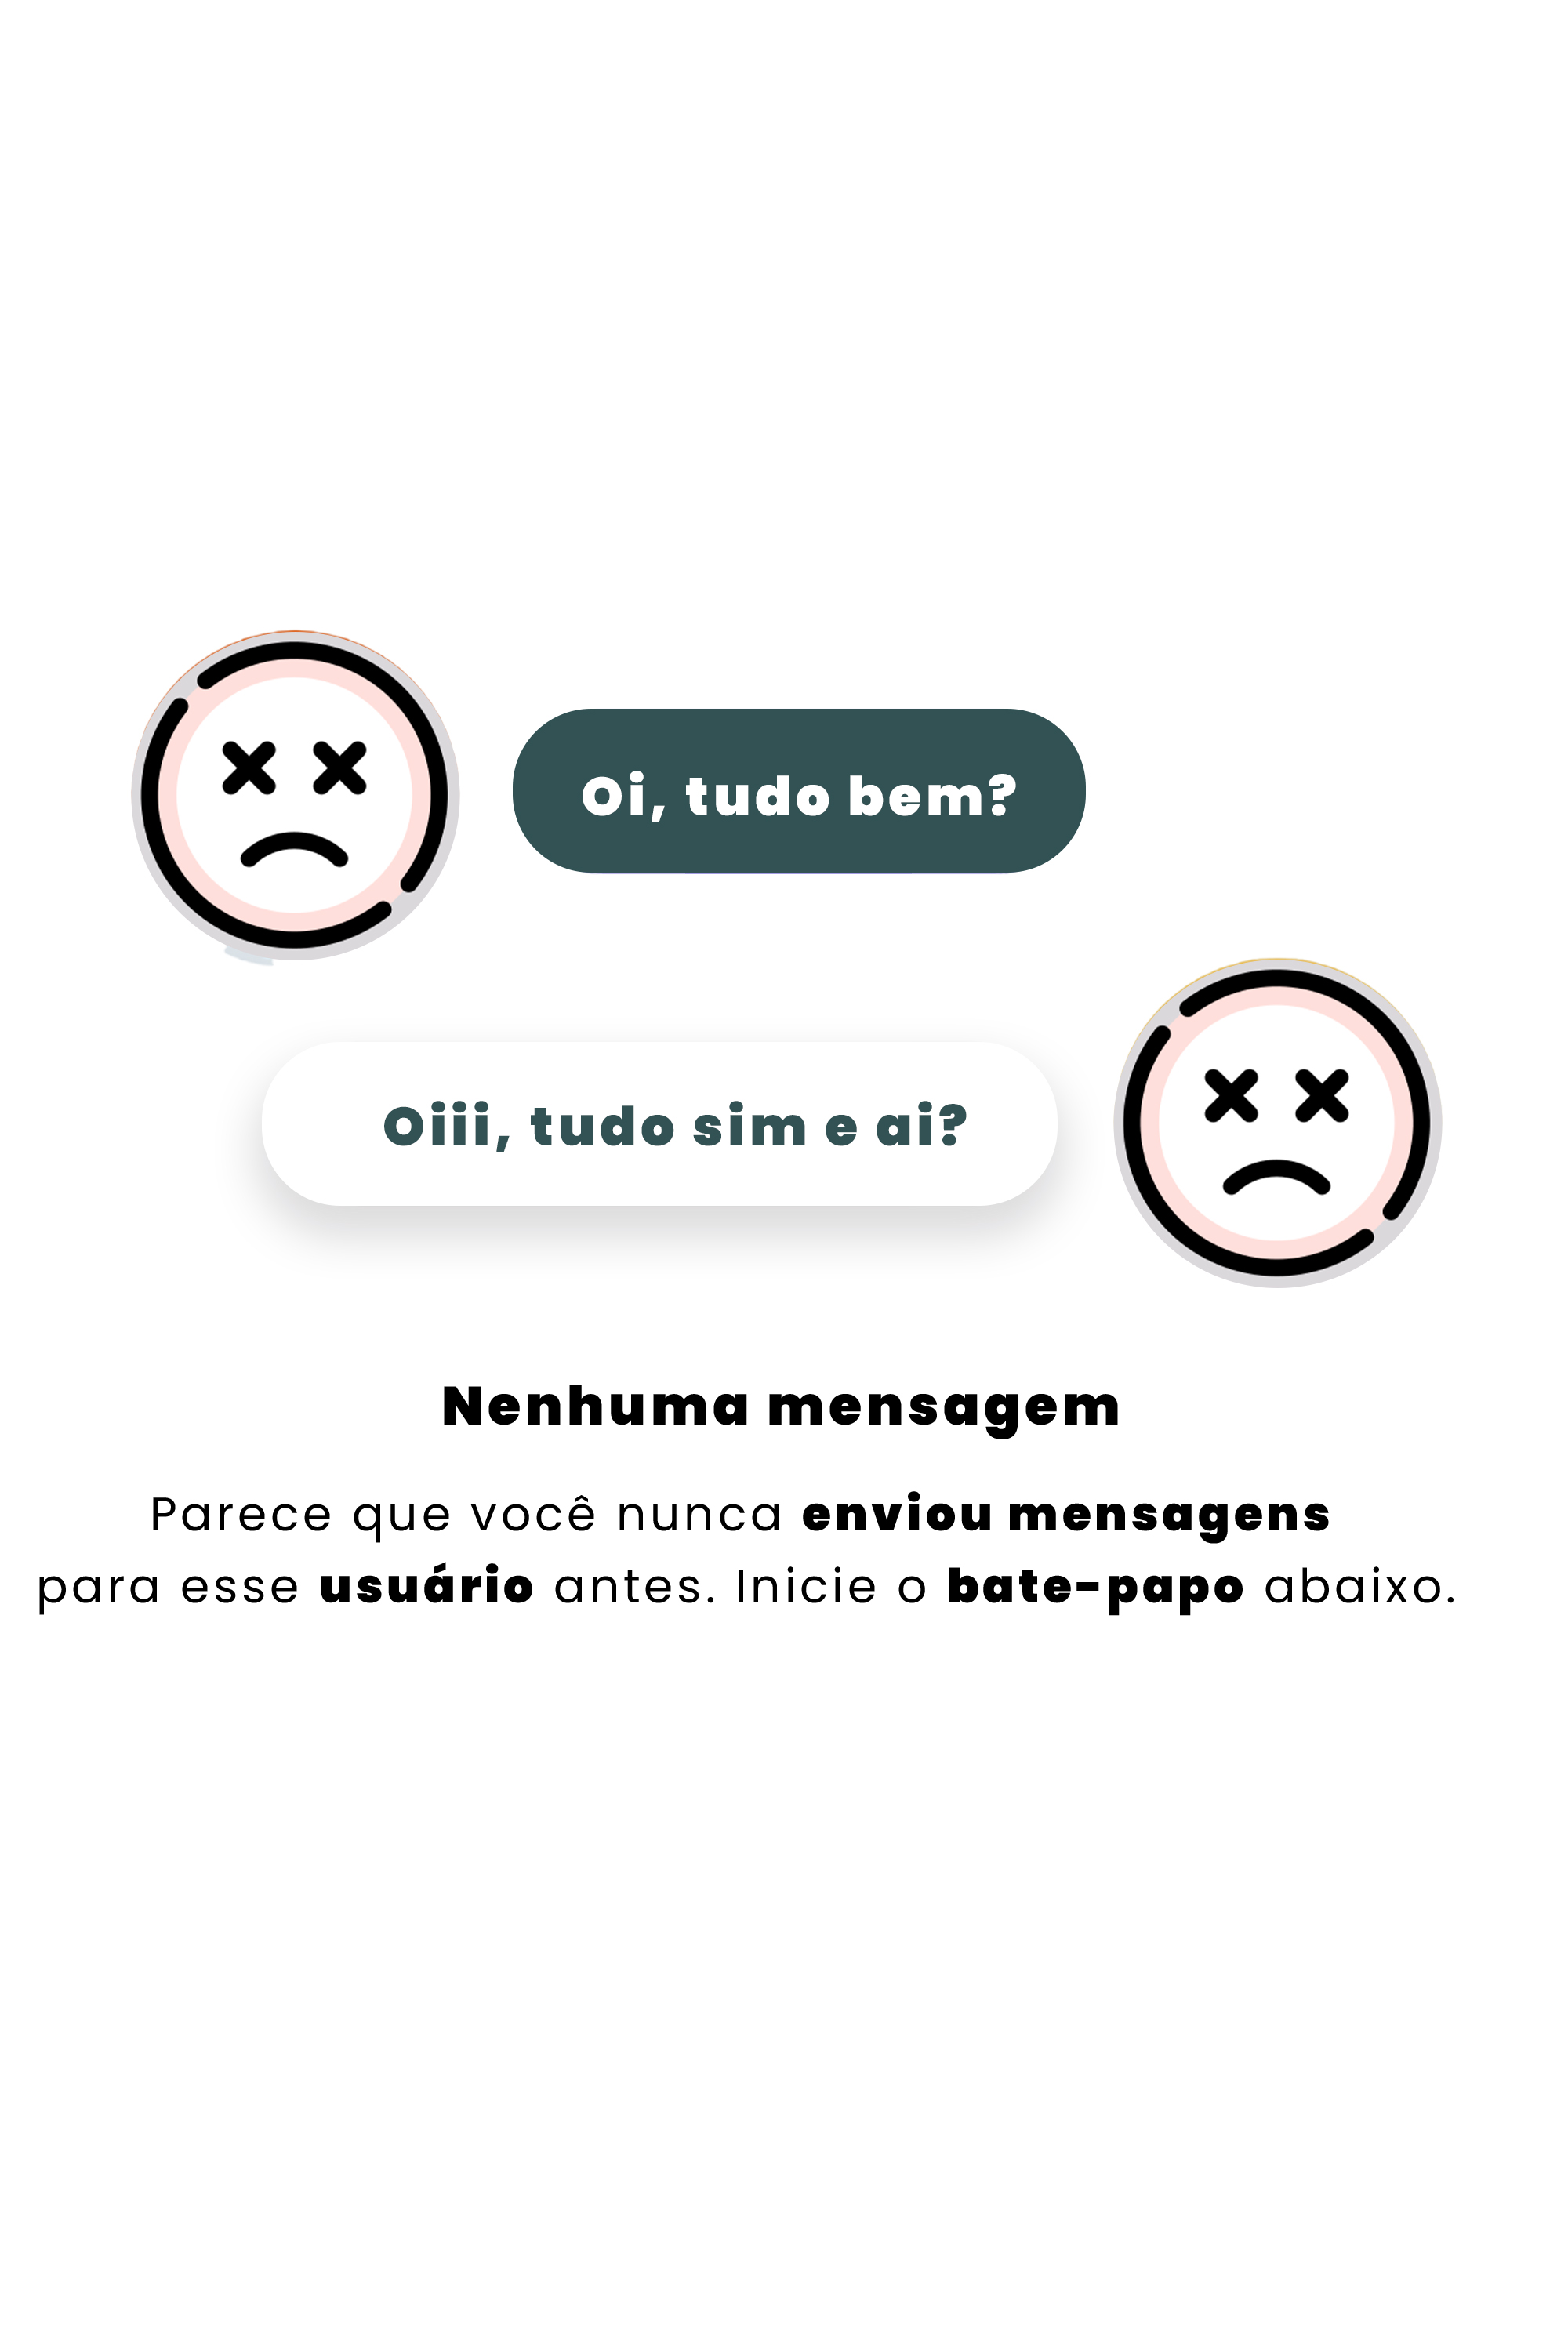 Oi, tudo bem?
Oiii, tudo sim e ai?
Nenhuma mensagem
Parece que você nunca enviou mensagens
para esse usuário antes. Inicie o bate-papo abaixo.